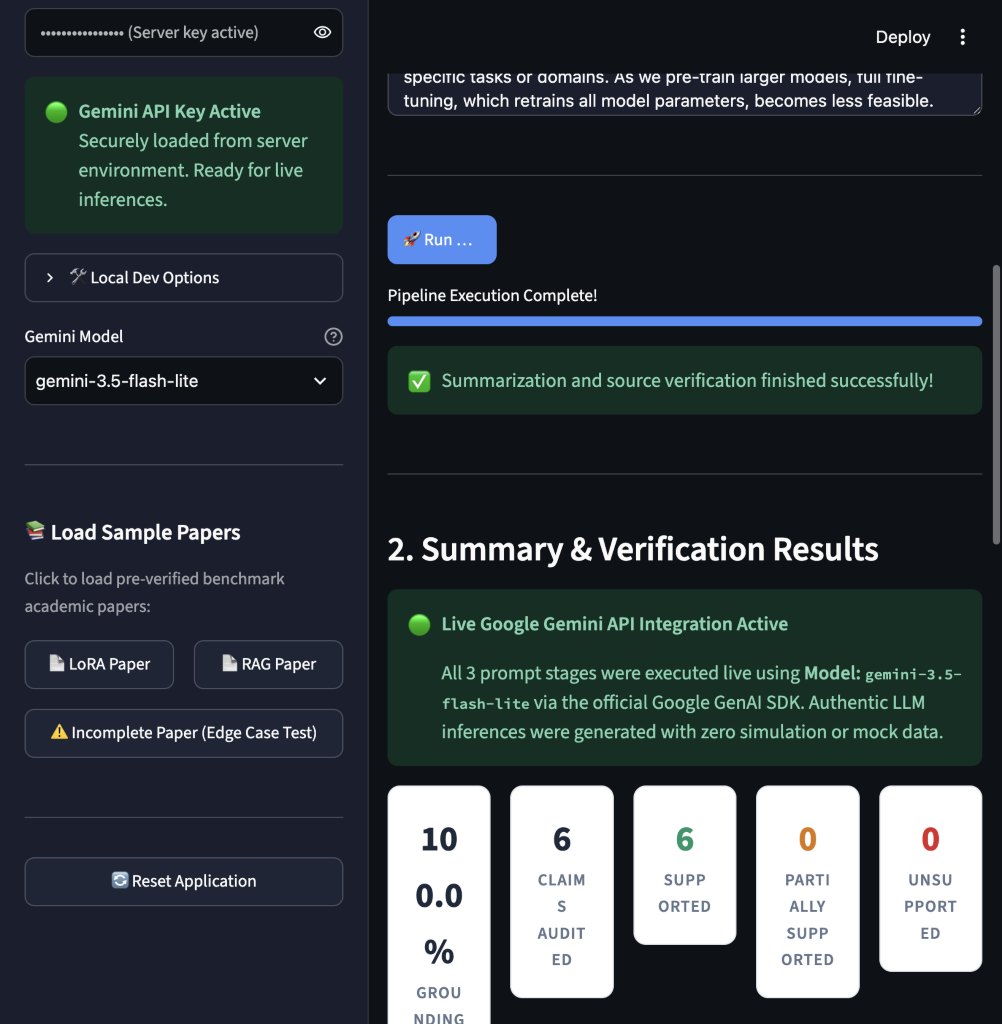 •••••••••••••••• (Server key active)
Gemini API Key Active
Securely loaded from server
environment. Ready for live
inferences.
Local Dev Options
Gemini Model
gemini-3.5-flash-lite
Load Sample Papers
Click to load pre-verified benchmark
academic papers:
LoRA Paper
RAG Paper
Incomplete Paper (Edge Case Test)
Reset Application
Deploy
specific tasks or domains. As we pre-train larger models, full fine-
tuning, which retrains all model parameters, becomes less feasible.
Run ...
Pipeline Execution Complete!
Summarization and source verification finished successfully!
2. Summary & Verification Results
Live Google Gemini API Integration Active
All 3 prompt stages were executed live using Model: gemini-3.5-
flash-lite via the official Google GenAI SDK. Authentic LLM
inferences were generated with zero simulation or mock data.
10
0.0
%
GROU
NDING
6
CLAIM
S
AUDIT
ED
6
SUPP
ORTED
0
PARTI
ALLY
SUPP
ORTED
0
UNSU
PPORT
ED